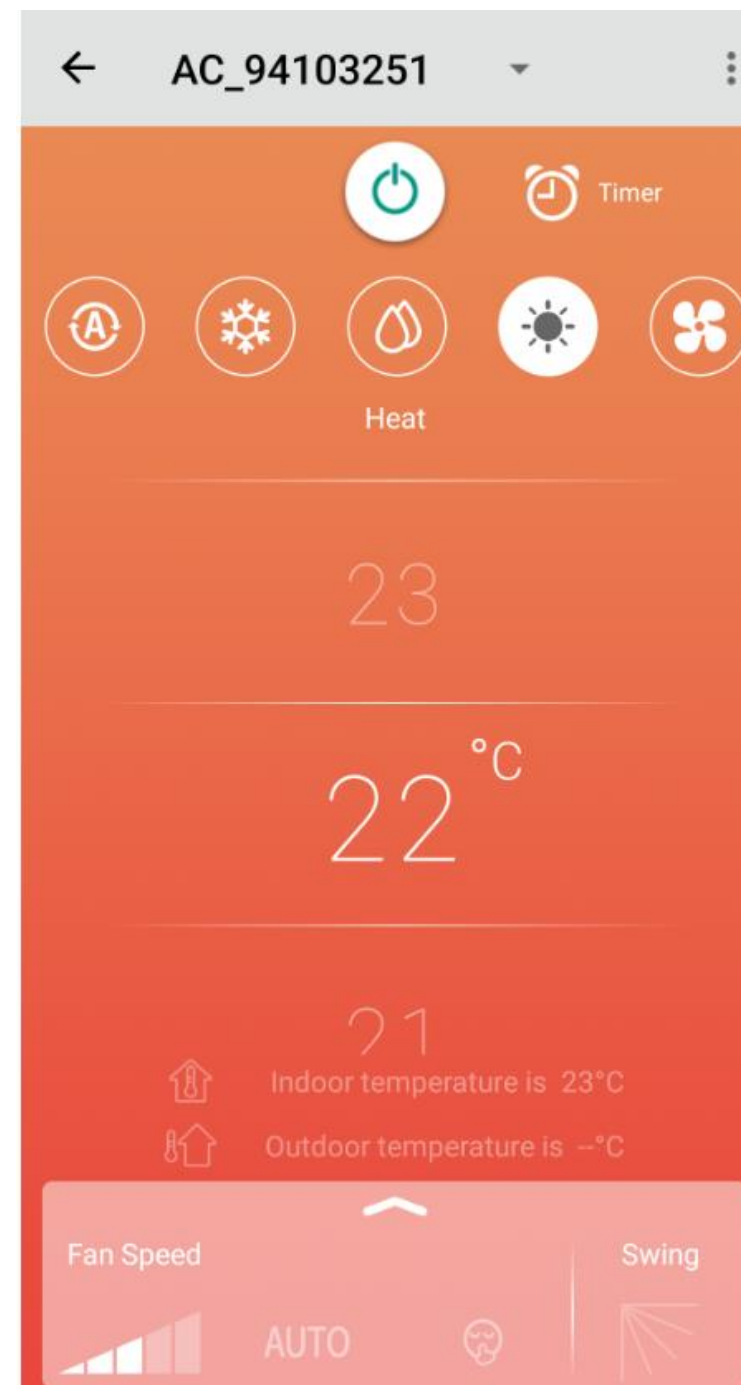 AC_94103251
Timer
A
Heat
23
22 °C
21
Indoor temperature is 23°C
Outdoor temperature is --°C
Fan Speed
Swing
AUTO